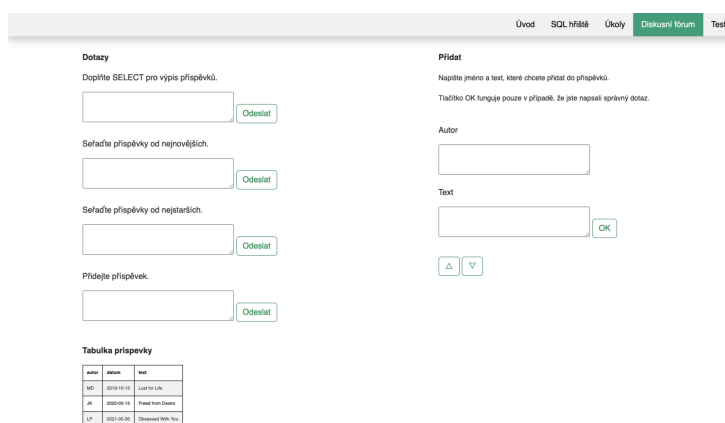 Úvod SQL hřiště Úkoly Diskusní fórum Test
Dotazy
Doplňte SELECT pro výpis příspěvků.
Odeslat
Seřaďte příspěvky od nejnovějších.
Odeslat
Seřaďte příspěvky od nejstarších.
Odeslat
Přidejte příspěvek.
Odeslat
Tabulka prispevky
autor datum text
MD 2019-10-10 Lust for Life
JK 2020-05-15 Freed from Desire
LP 2021-05-30 Obsessed With You
Přidat
Napište jméno a text, které chcete přidat do příspěvků.
Tlačítko OK funguje pouze v případě, že jste napsali správný dotaz.
Autor
Text
OK